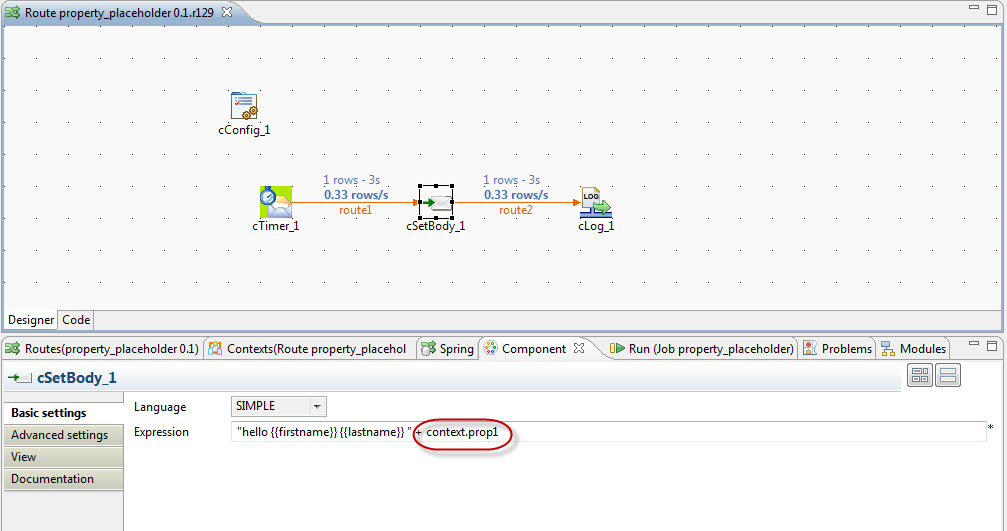 Route property_placeholder 0.1.r129
cConfig_1
1 rows - 3s
0.33 rows/s
route1
1 rows - 3s
0.33 rows/s
route2
LOG
cTimer_1
cSetBody_1
cLog_1
Designer
Code
Routes(property_placeholder 0.1)
Contexts(Route property_placehol
Spring
Component
Run (Job property_placeholder)
Problems
Modules
cSetBody_1
Basic settings
Advanced settings
View
Documentation
Language
SIMPLE
Expression
"hello {{firstname}} {{lastname}} " + context.prop1
*